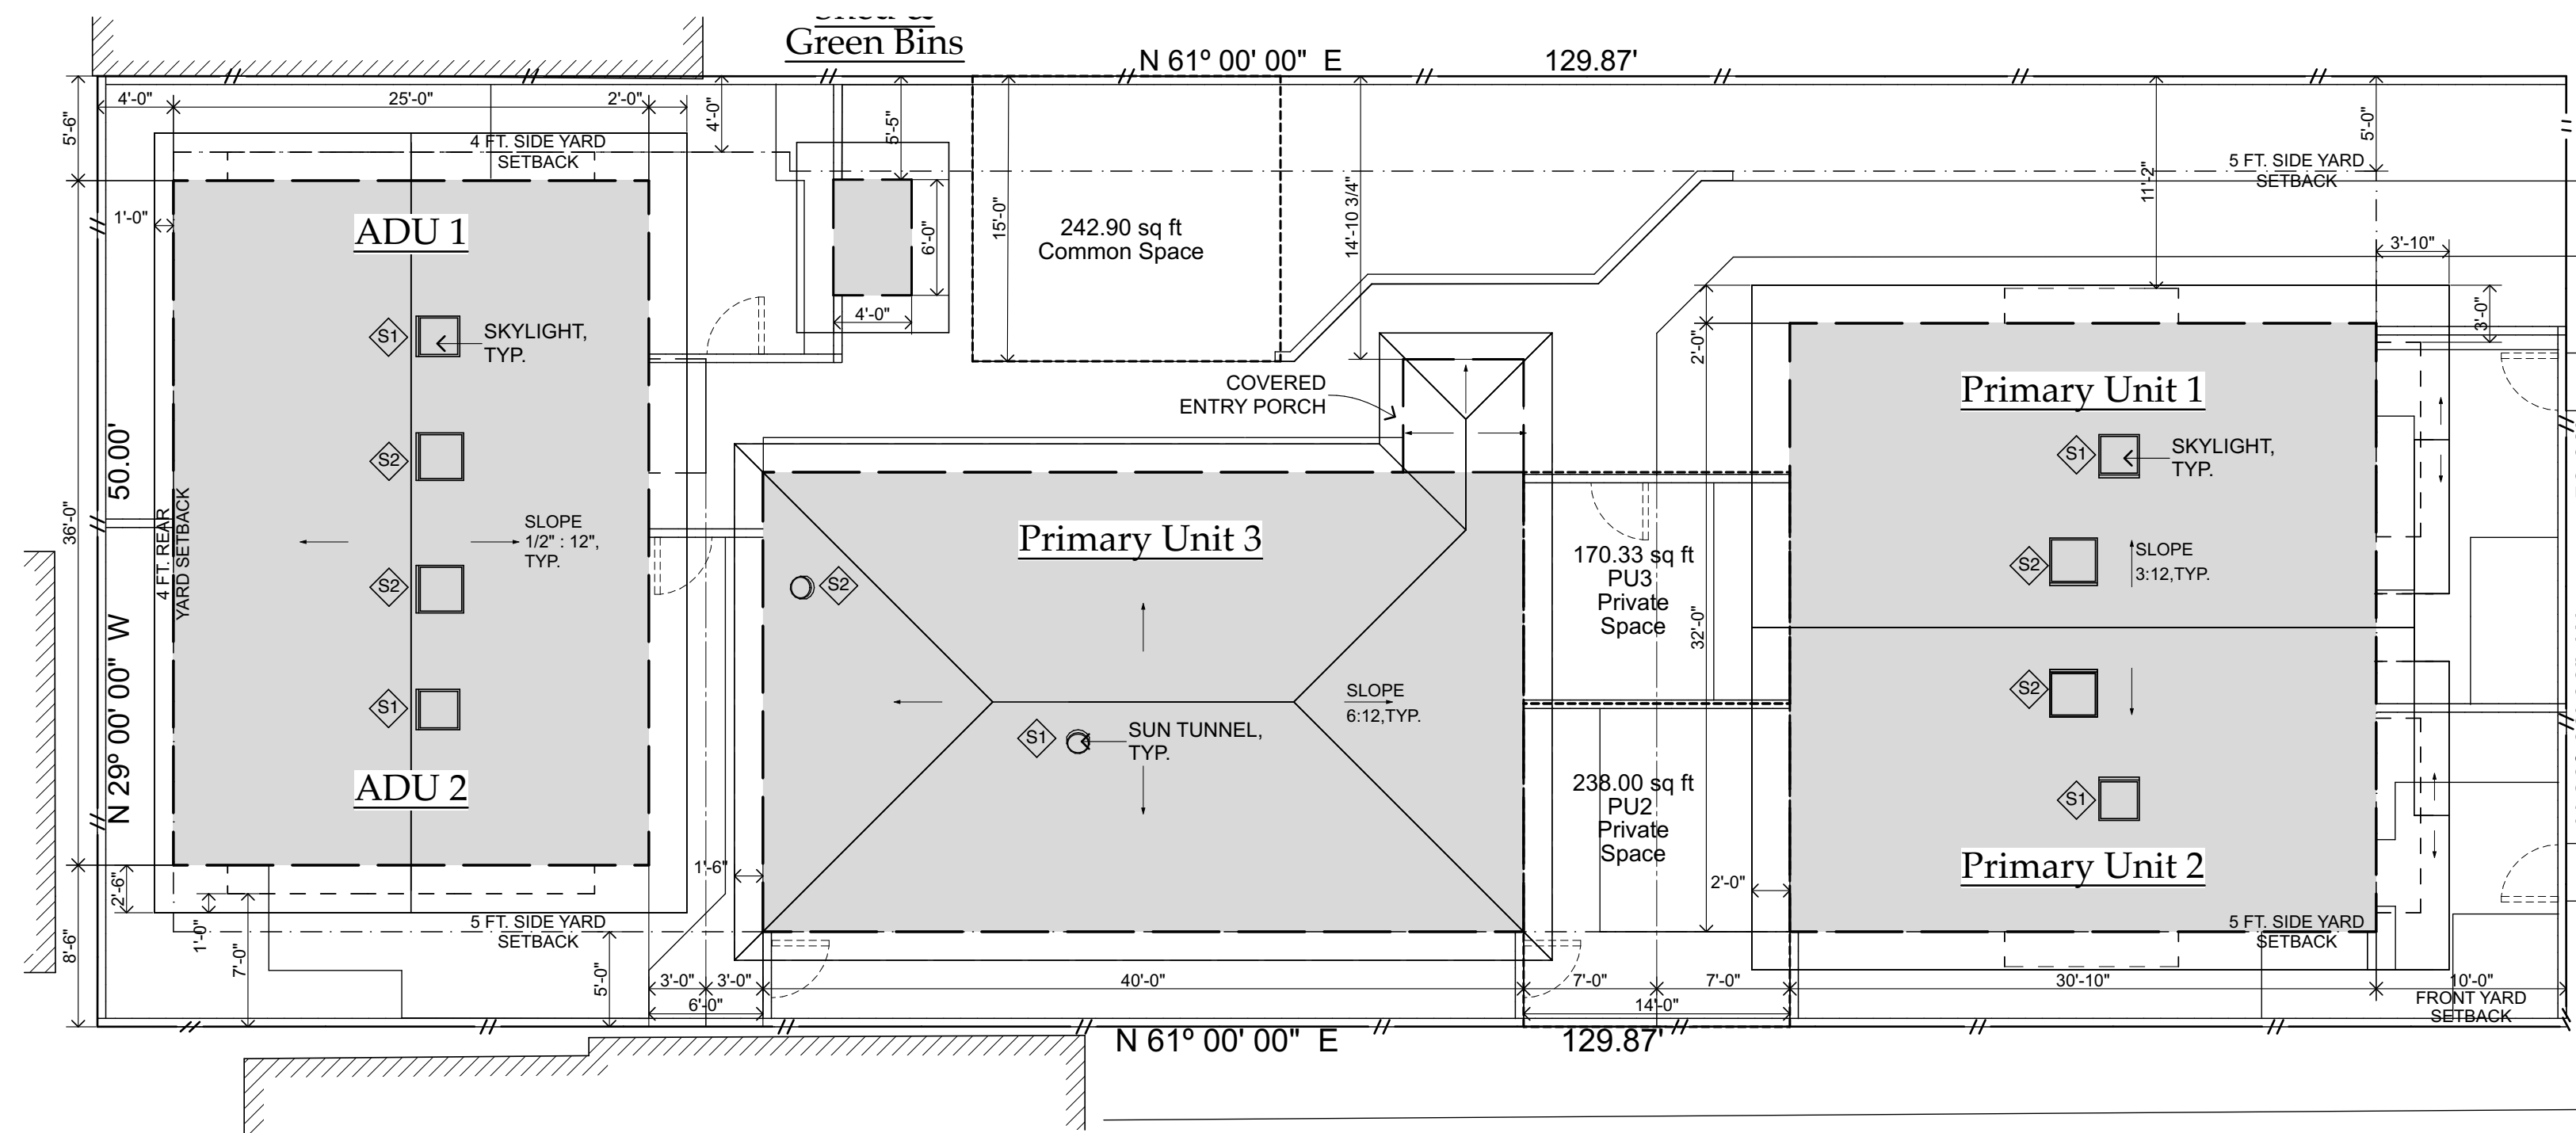 Green Bins
N 61º 00' 00" E
129.87'
4'-0"
25'-0"
2'-0"
5'-6"
4'-0"
5'-5"
5'-0"
4 FT. SIDE YARD
SETBACK
5 FT. SIDE YARD
SETBACK
15'-0"
14'-10 3/4"
11'-2"
1'-0"
ADU 1
6'-0"
242.90 sq ft
Common Space
3'-10"
3'-0"
4'-0"
2'-0"
S1
SKYLIGHT,
TYP.
COVERED
ENTRY PORCH
Primary Unit 1
S1
SKYLIGHT,
TYP.
S2
50.00'
N 29º 00' 00" W
36'-0"
4 FT. REAR
YARD SETBACK
SLOPE
1/2" : 12",
TYP.
S2
S1
ADU 2
Primary Unit 3
S2
S1
SUN TUNNEL,
TYP.
SLOPE
6:12,TYP.
170.33 sq ft
PU3
Private
Space
32'-0"
238.00 sq ft
PU2
Private
Space
S2
SLOPE
3:12,TYP.
S2
S1
Primary Unit 2
1'-6"
2'-0"
2'-6"
1'-0"
7'-0"
8'-6"
5 FT. SIDE YARD
SETBACK
5'-0"
5 FT. SIDE YARD
SETBACK
3'-0"
3'-0"
6'-0"
40'-0"
7'-0"
7'-0"
14'-0"
30'-10"
10'-0"
FRONT YARD
SETBACK
N 61º 00' 00" E
129.87'